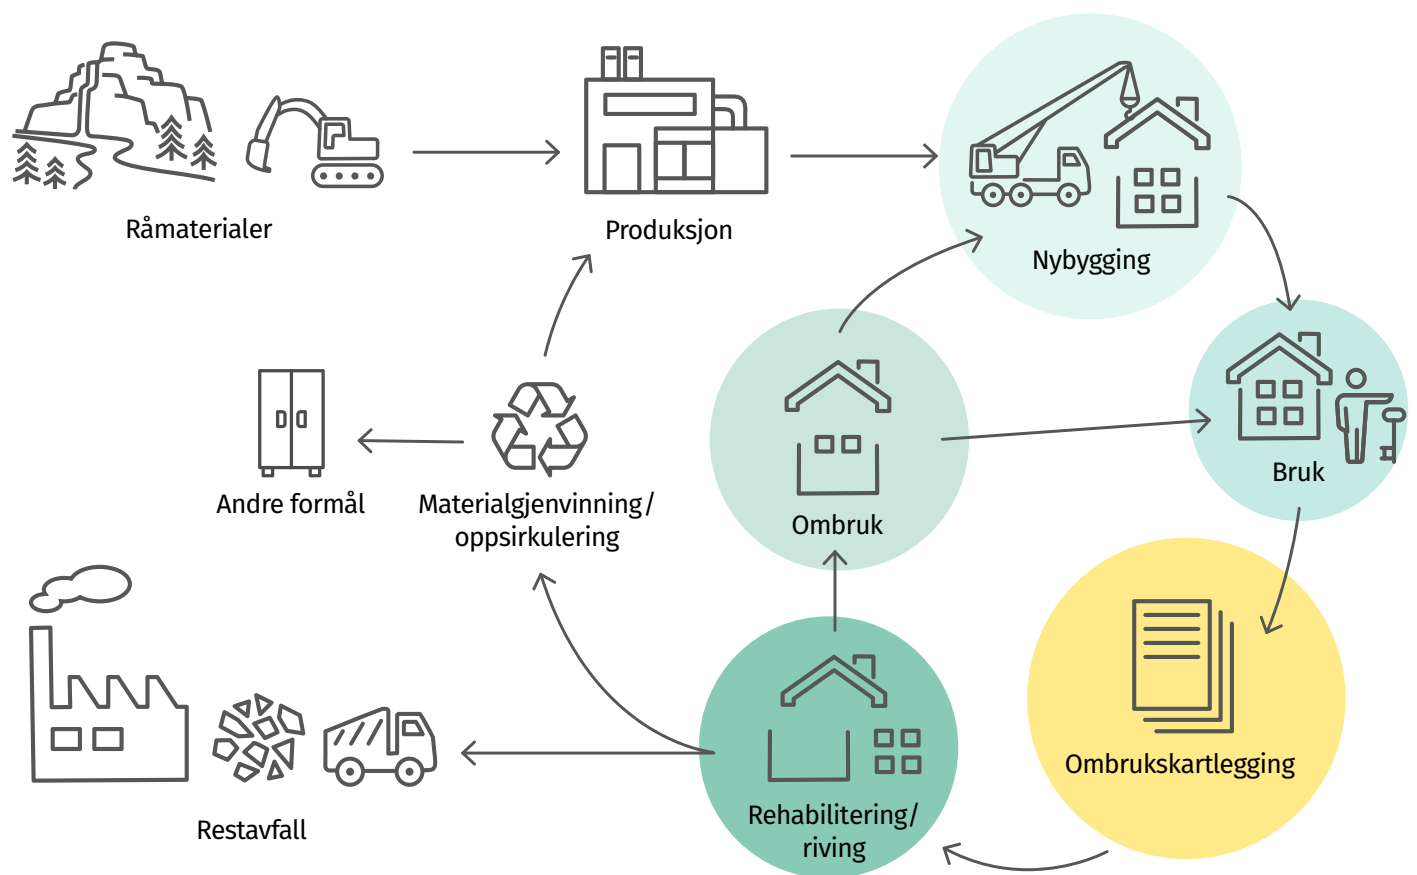 Råmaterialer
Produksjon
Nybygging
Bruk
Andre formål
Materialgjenvinning/
oppsirkulering
Ombruk
Ombrukskartlegging
Restavfall
Rehabilitering/
riving